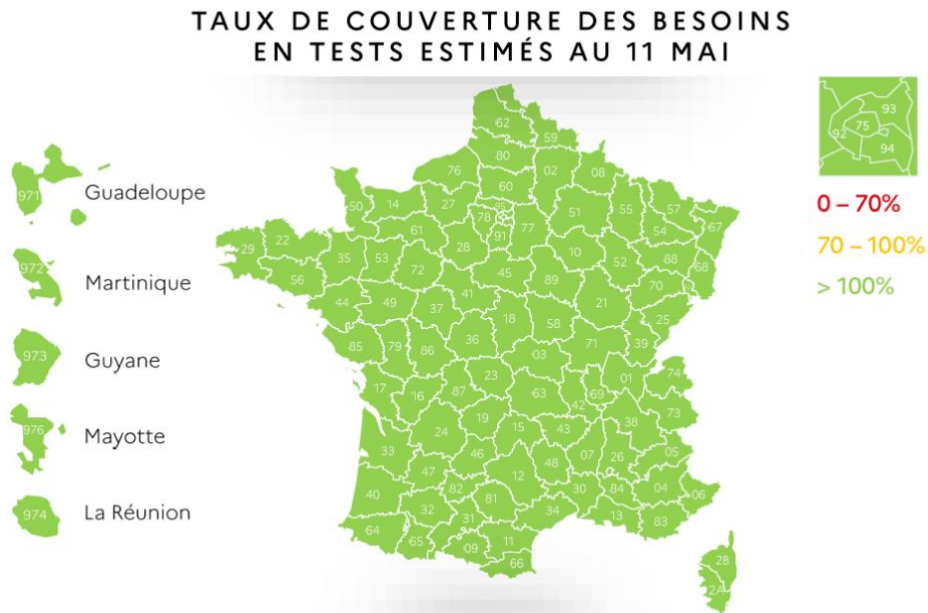 TAUX DE COUVERTURE DES BESOINS
EN TESTS ESTIMÉS AU 11 MAI
93
92 75
94
0 – 70%
70 – 100%
> 100%
971 Guadeloupe
972 Martinique
973 Guyane
976 Mayotte
974 La Réunion
62
59
80
76 02 08
60
50 14 27 95 51 55 57
78 77 54 67
61 91
29 22 28 10 88 68
35 53 52
56 72 45 70
89
44 49 41 21
37 18 58 25
85 79 86 36 71 39
03
17 23 01 74
16 87 63 69
42 73
19 38
24 15 43
33 46 07 26 05
47 12 48
40 82 30 84 04 06
32 81 34 13
64 31 83
65 09 11
66
2B
2A